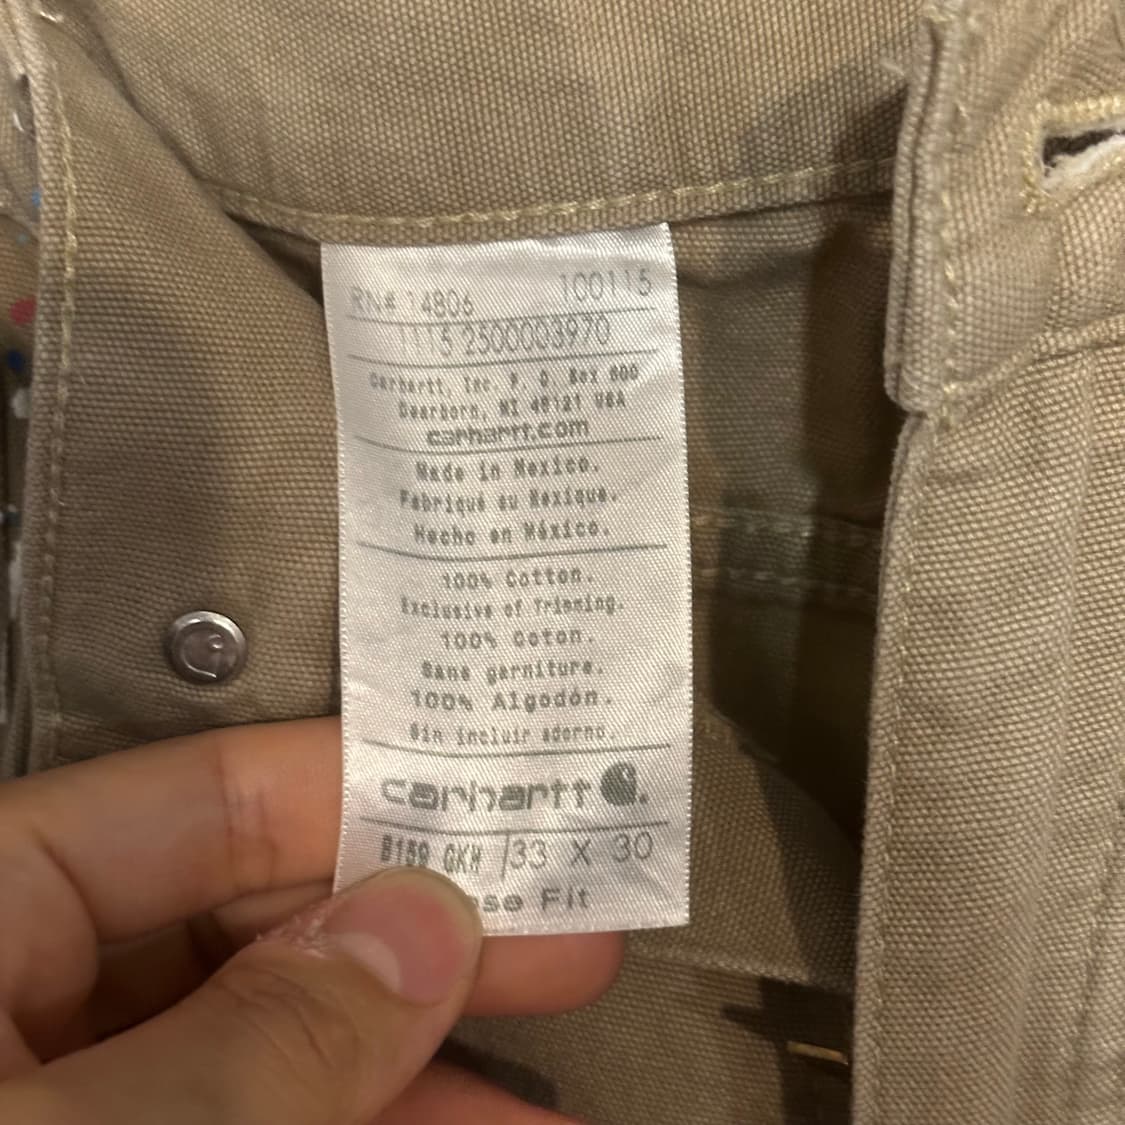 RN# 14806 100115
2500003970
Carhartt, Inc. P. O. Box 600
Dearborn, MI 48121 USA
carhartt.com
Made in Mexico.
Fabriqué au Mexique.
Hecho en México.
100% Cotton.
Exclusive of Trimming.
100% Coton.
Sans garniture.
100% Algodón.
Sin incluir adorno.
carhartt
B159 GKH 33 X 30
Fit